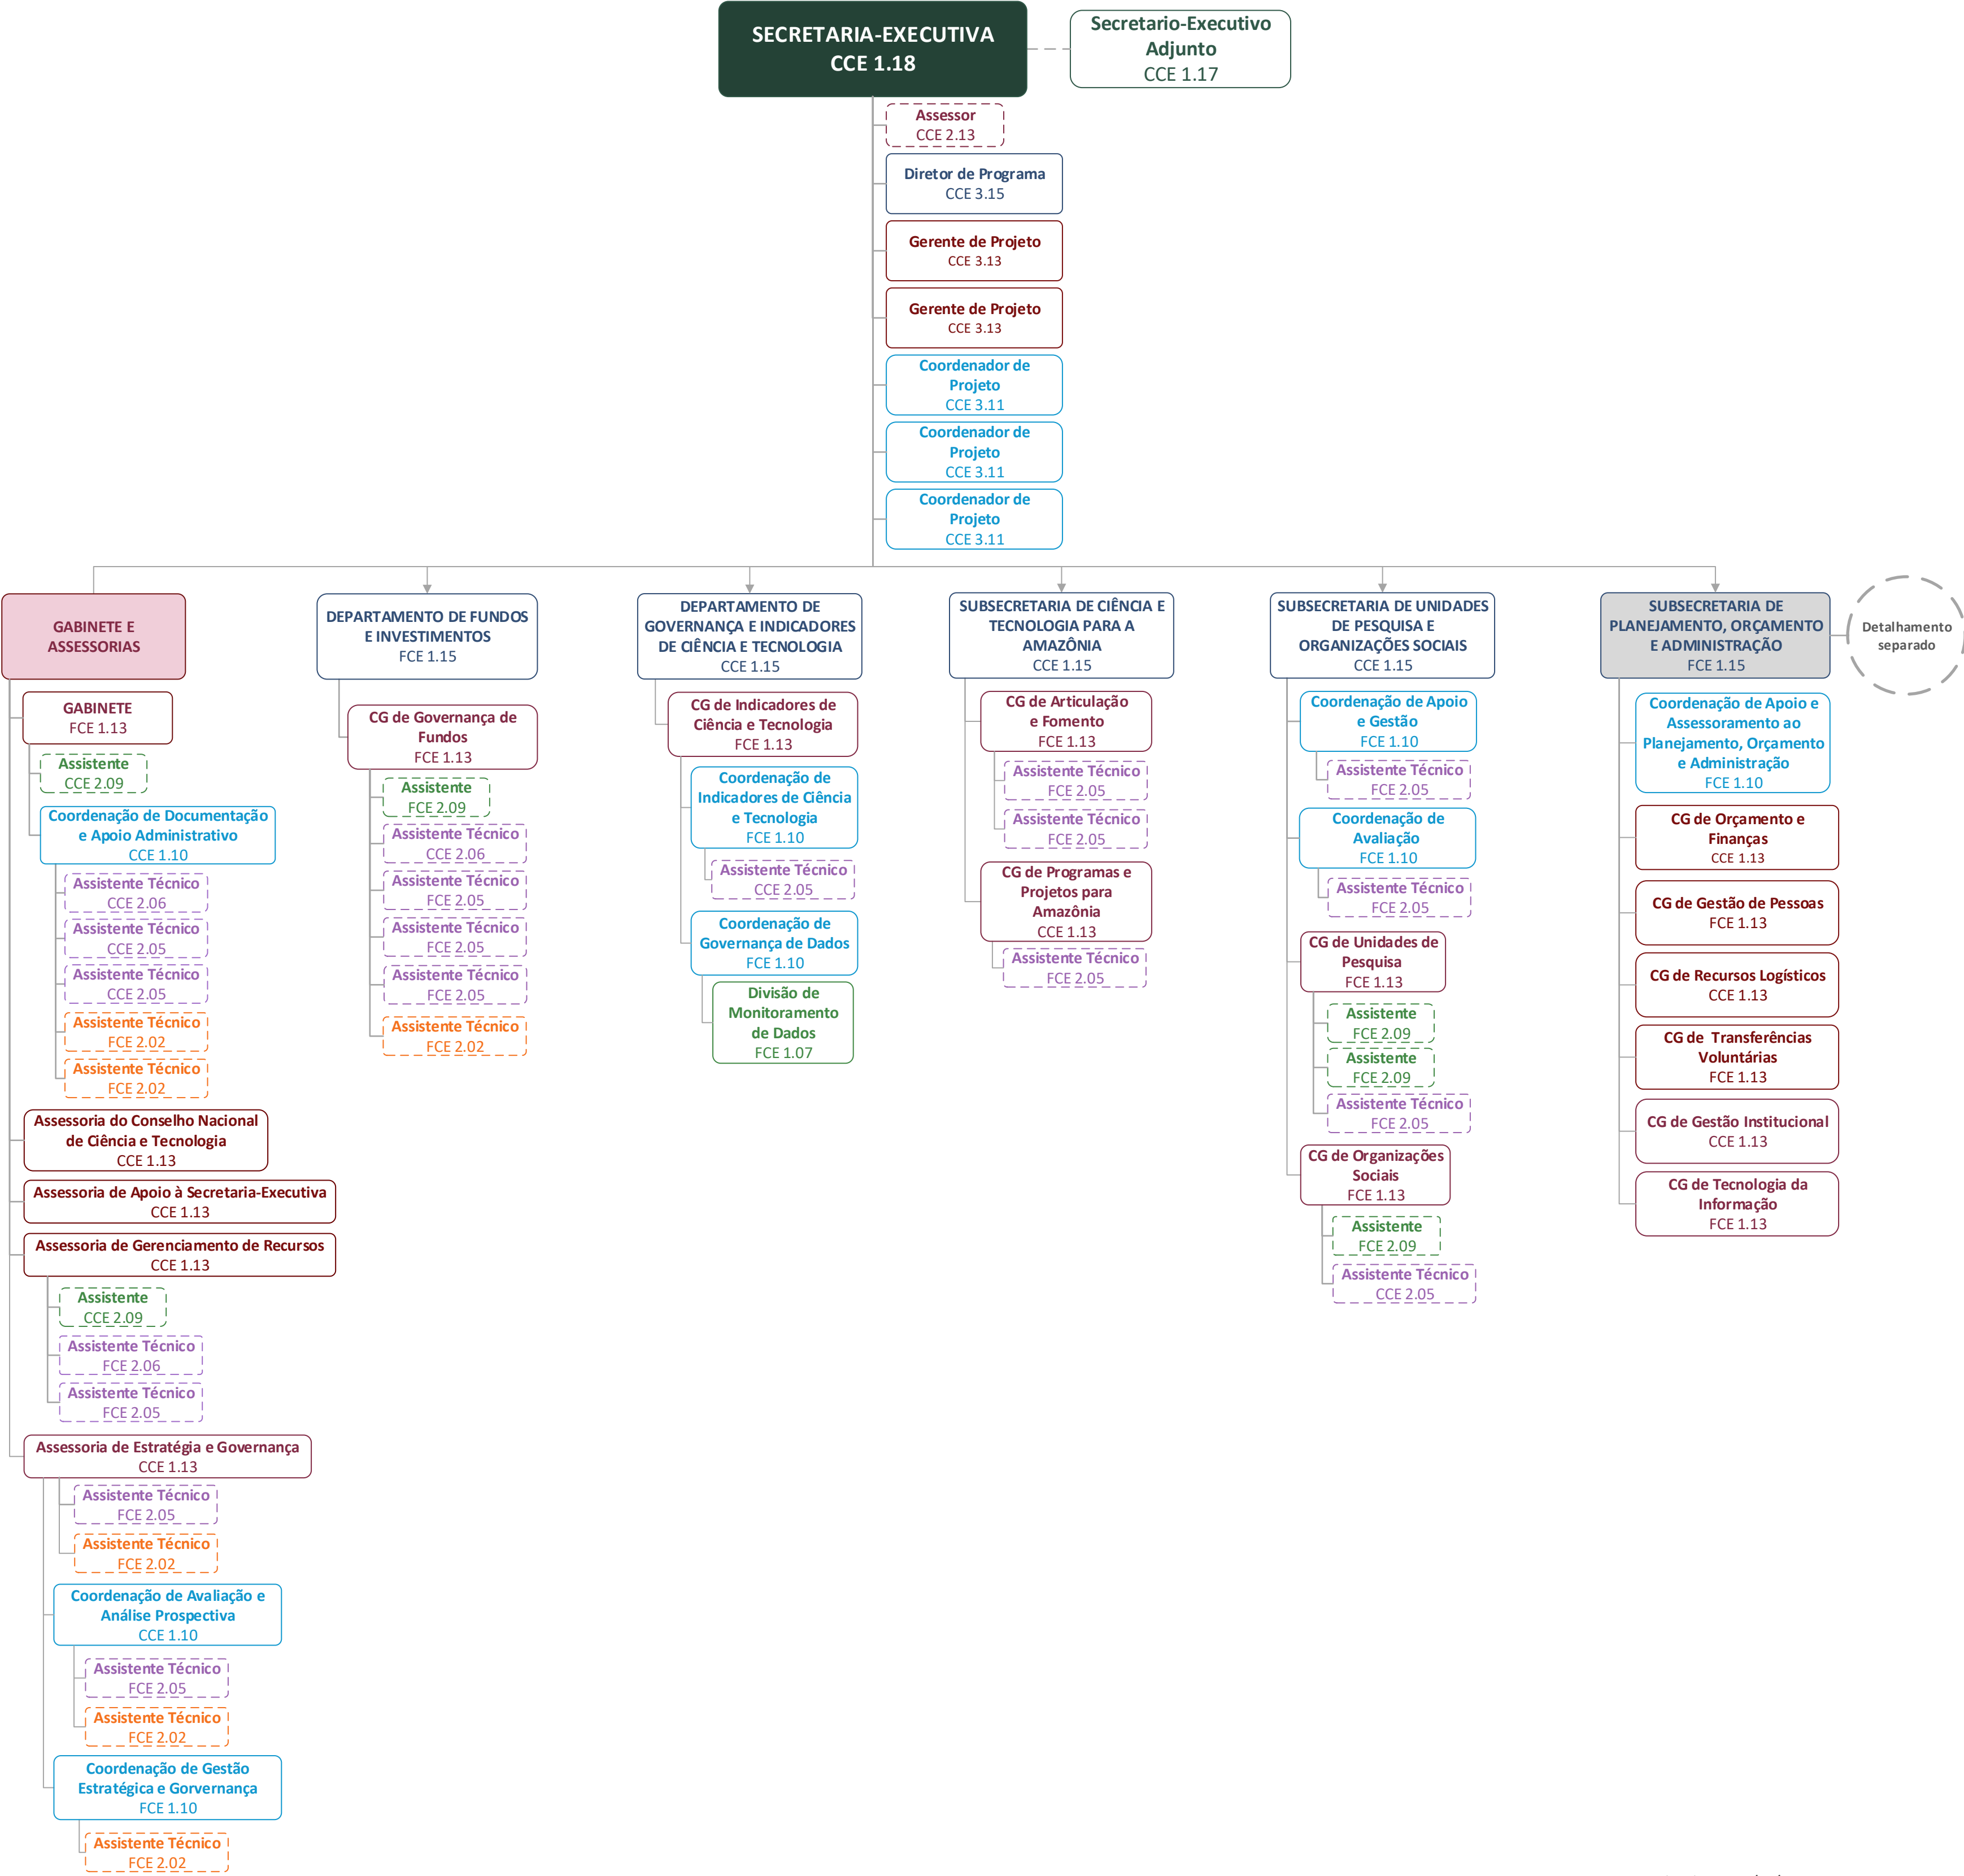 SECRETARIA-EXECUTIVA
CCE 1.18
Secretario-Executivo
Adjunto
CCE 1.17
Assessor
CCE 2.13
Diretor de Programa
CCE 3.15
Gerente de Projeto
CCE 3.13
Gerente de Projeto
CCE 3.13
Coordenador de
Projeto
CCE 3.11
Coordenador de
Projeto
CCE 3.11
Coordenador de
Projeto
CCE 3.11
GABINETE E
ASSESSORIAS
GABINETE
FCE 1.13
Assistente
CCE 2.09
Coordenação de Documentação
e Apoio Administrativo
CCE 1.10
Assistente Técnico
CCE 2.06
Assistente Técnico
CCE 2.05
Assistente Técnico
CCE 2.05
Assistente Técnico
FCE 2.02
Assistente Técnico
FCE 2.02
Assessoria do Conselho Nacional
de Ciência e Tecnologia
CCE 1.13
Assessoria de Apoio à Secretaria-Executiva
CCE 1.13
Assessoria de Gerenciamento de Recursos
CCE 1.13
Assistente
CCE 2.09
Assistente Técnico
FCE 2.06
Assistente Técnico
FCE 2.05
Assessoria de Estratégia e Governança
CCE 1.13
Assistente Técnico
FCE 2.05
Assistente Técnico
FCE 2.02
Coordenação de Avaliação e
Análise Prospectiva
CCE 1.10
Assistente Técnico
FCE 2.05
Assistente Técnico
FCE 2.02
Coordenação de Gestão
Estratégica e Gorvernança
FCE 1.10
Assistente Técnico
FCE 2.02
DEPARTAMENTO DE FUNDOS
E INVESTIMENTOS
FCE 1.15
CG de Governança de
Fundos
FCE 1.13
Assistente
FCE 2.09
Assistente Técnico
CCE 2.06
Assistente Técnico
FCE 2.05
Assistente Técnico
FCE 2.05
Assistente Técnico
FCE 2.05
Assistente Técnico
FCE 2.02
DEPARTAMENTO DE
GOVERNANÇA E INDICADORES
DE CIÊNCIA E TECNOLOGIA
CCE 1.15
CG de Indicadores de
Ciência e Tecnologia
FCE 1.13
Coordenação de
Indicadores de Ciência
e Tecnologia
FCE 1.10
Assistente Técnico
CCE 2.05
Coordenação de
Governança de Dados
FCE 1.10
Divisão de
Monitoramento
de Dados
FCE 1.07
SUBSECRETARIA DE CIÊNCIA E
TECNOLOGIA PARA A
AMAZÔNIA
CCE 1.15
CG de Articulação
e Fomento
FCE 1.13
Assistente Técnico
FCE 2.05
Assistente Técnico
FCE 2.05
CG de Programas e
Projetos para
Amazônia
CCE 1.13
Assistente Técnico
FCE 2.05
SUBSECRETARIA DE UNIDADES
DE PESQUISA E
ORGANIZAÇÕES SOCIAIS
CCE 1.15
Coordenação de Apoio
e Gestão
FCE 1.10
Assistente Técnico
FCE 2.05
Coordenação de
Avaliação
FCE 1.10
Assistente Técnico
FCE 2.05
CG de Unidades de
Pesquisa
FCE 1.13
Assistente
FCE 2.09
Assistente
FCE 2.09
Assistente Técnico
FCE 2.05
CG de Organizações
Sociais
FCE 1.13
Assistente
FCE 2.09
Assistente Técnico
CCE 2.05
SUBSECRETARIA DE
PLANEJAMENTO, ORÇAMENTO
E ADMINISTRAÇÃO
FCE 1.15
Detalhamento
separado
Coordenação de Apoio e
Assessoramento ao
Planejamento, Orçamento
e Administração
FCE 1.10
CG de Orçamento e
Finanças
CCE 1.13
CG de Gestão de Pessoas
FCE 1.13
CG de Recursos Logísticos
CCE 1.13
CG de Transferências
Voluntárias
FCE 1.13
CG de Gestão Institucional
CCE 1.13
CG de Tecnologia da
Informação
FCE 1.13